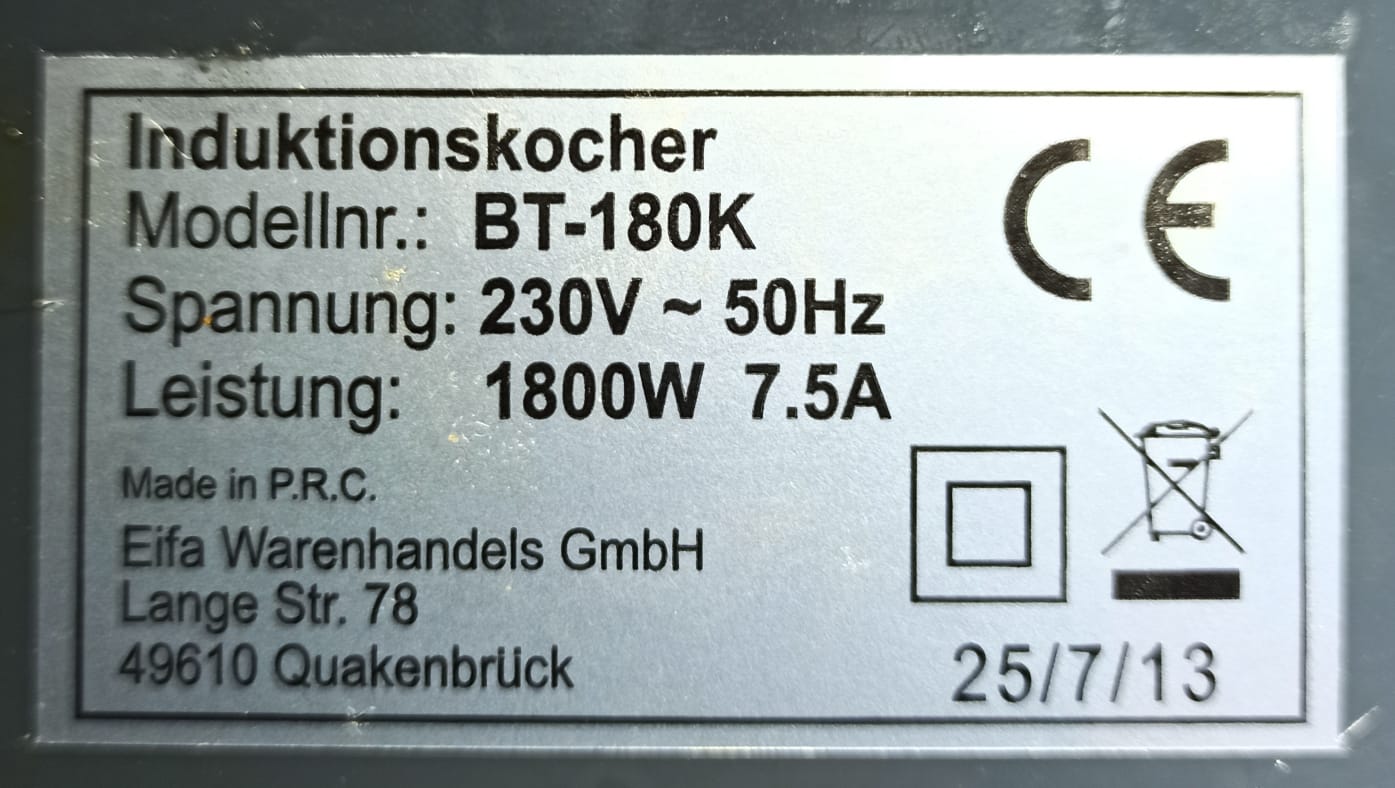 Induktionskocher
Modellnr.: BT-180K
Spannung: 230V ~ 50Hz
Leistung: 1800W 7.5A
Made in P.R.C.
Eifa Warenhandels GmbH
Lange Str. 78
49610 Quakenbrück
CE
25/7/13